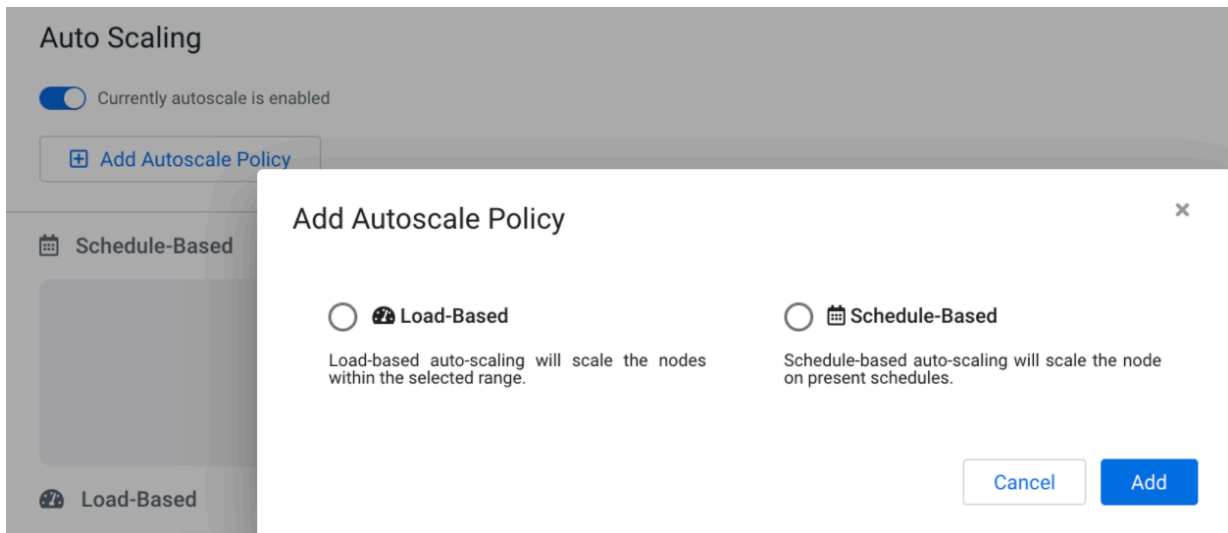 Auto Scaling
Currently autoscale is enabled
Add Autoscale Policy
Schedule-Based
Load-Based
Add Autoscale Policy
Load-Based
Load-based auto-scaling will scale the nodes
within the selected range.
Schedule-Based
Schedule-based auto-scaling will scale the node
on present schedules.
Cancel
Add